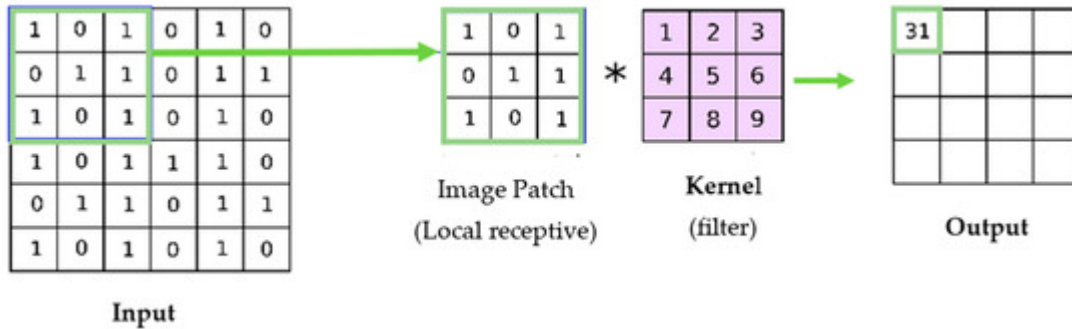 1 0 1 0 1 0
0 1 1 0 1 1
1 0 1 0 1 0
1 0 1 1 1 0
0 1 1 0 1 1
1 0 1 0 1 0
Input
1 0 1
0 1 1
1 0 1
Image Patch
(Local receptive)
*
1 2 3
4 5 6
7 8 9
Kernel
(filter)
31
Output